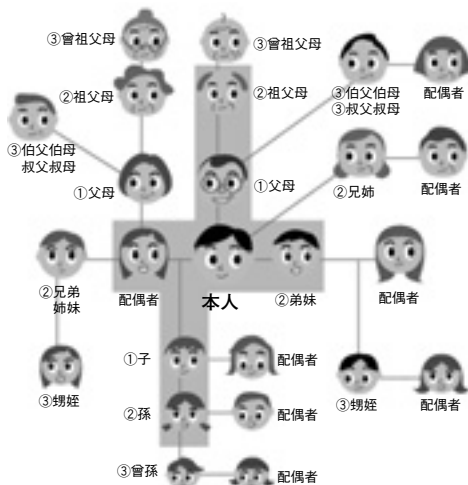 ③曾祖父母
③曾祖父母
②祖父母
②祖父母
③伯父伯母
③叔父叔母
配偶者
③伯父伯母
叔父叔母
①父母
①父母
②兄姉
配偶者
②兄弟
姉妹
配偶者
本人
②弟妹
配偶者
①子
配偶者
③甥姪
③甥姪
配偶者
②孫
配偶者
③曾孫
配偶者